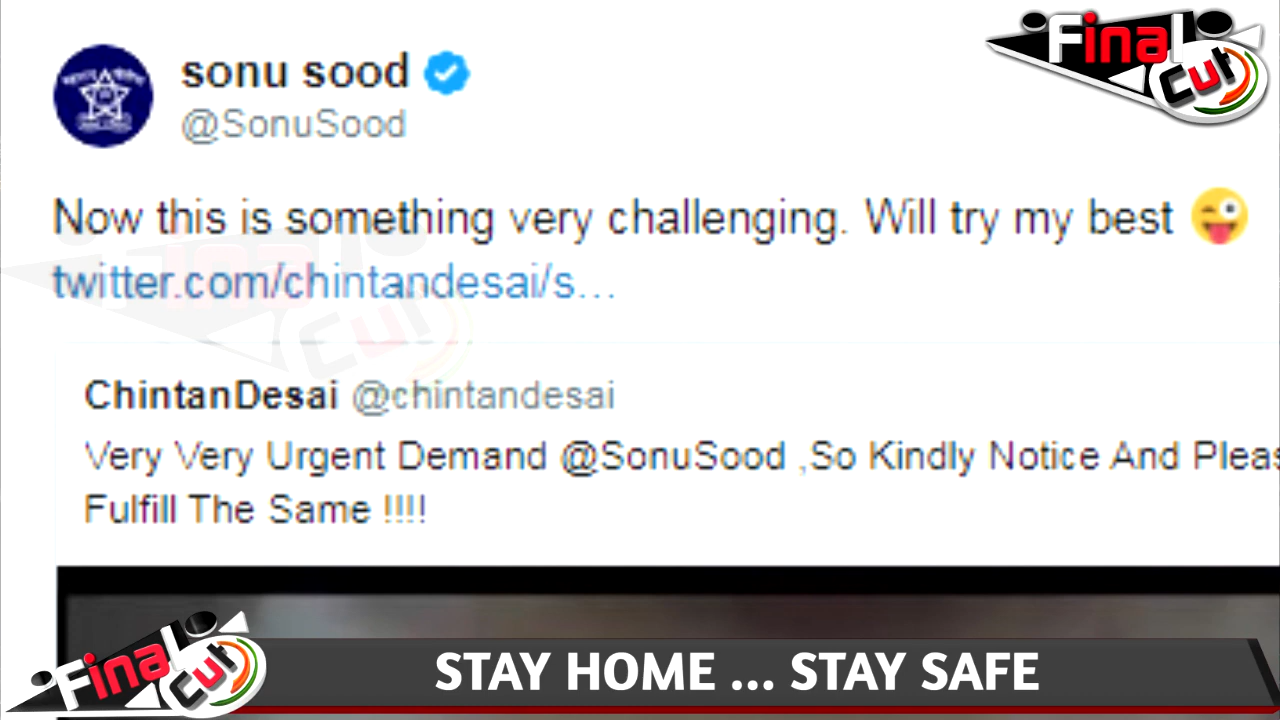 sonu sood
@SonuSood
Final
Cut
Now this is something very challenging. Will try my best 😜
twitter.com/chintandesai/s...
Final
Cut
ChintanDesai @chintandesai
Very Very Urgent Demand @SonuSood ,So Kindly Notice And Pleas
Fulfill The Same !!!!
Final
Cut
STAY HOME ... STAY SAFE